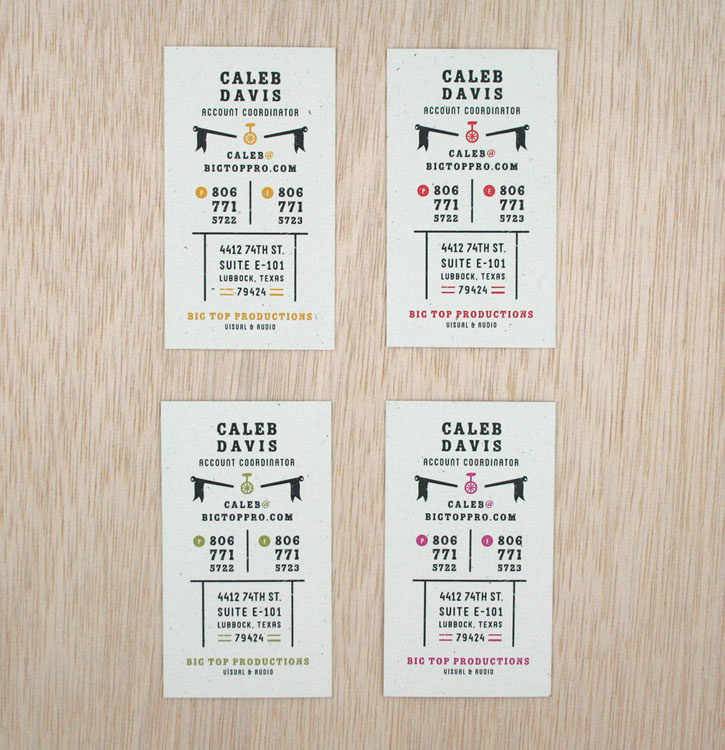 CALEB
DAVIS
ACCOUNT COORDINATOR
CALEB@
BIGTOPPRO.COM
P 806 F 806
771 771
5722 5723
4412 74TH ST.
SUITE E-101
LUBBOCK, TEXAS
79424
BIG TOP PRODUCTIONS
VISUAL & AUDIO
CALEB
DAVIS
ACCOUNT COORDINATOR
CALEB@
BIGTOPPRO.COM
P 806 F 806
771 771
5722 5723
4412 74TH ST.
SUITE E-101
LUBBOCK, TEXAS
79424
BIG TOP PRODUCTIONS
VISUAL & AUDIO
CALEB
DAVIS
ACCOUNT COORDINATOR
CALEB@
BIGTOPPRO.COM
P 806 F 806
771 771
5722 5723
4412 74TH ST.
SUITE E-101
LUBBOCK, TEXAS
79424
BIG TOP PRODUCTIONS
VISUAL & AUDIO
CALEB
DAVIS
ACCOUNT COORDINATOR
CALEB@
BIGTOPPRO.COM
P 806 F 806
771 771
5722 5723
4412 74TH ST.
SUITE E-101
LUBBOCK, TEXAS
79424
BIG TOP PRODUCTIONS
VISUAL & AUDIO